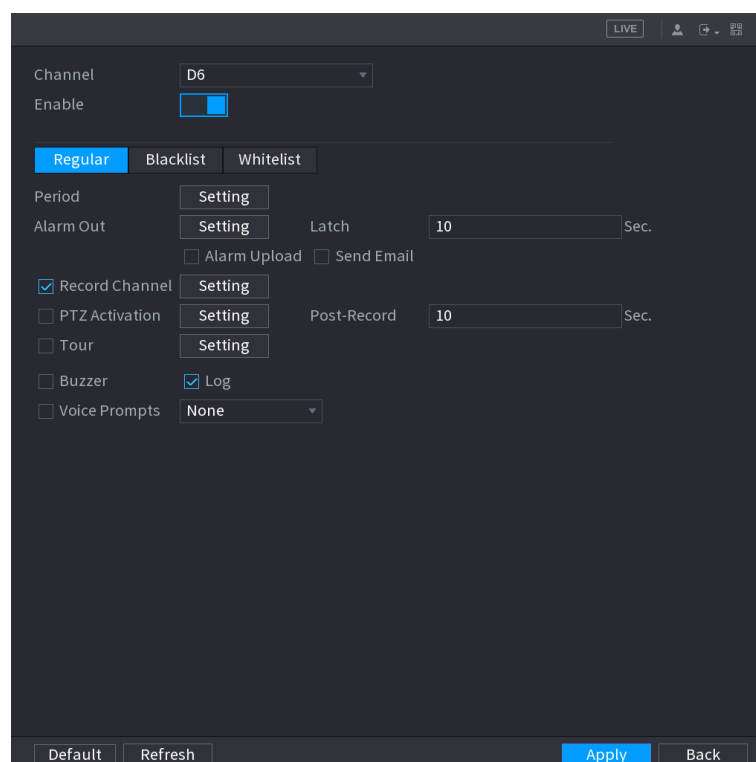 LIVE
Channel D6
Enable
Regular Blacklist Whitelist
Period Setting
Alarm Out Setting Latch 10 Sec.
Alarm Upload Send Email
Record Channel Setting
PTZ Activation Setting Post-Record 10 Sec.
Tour Setting
Buzzer Log
Voice Prompts None
Default Refresh Apply Back